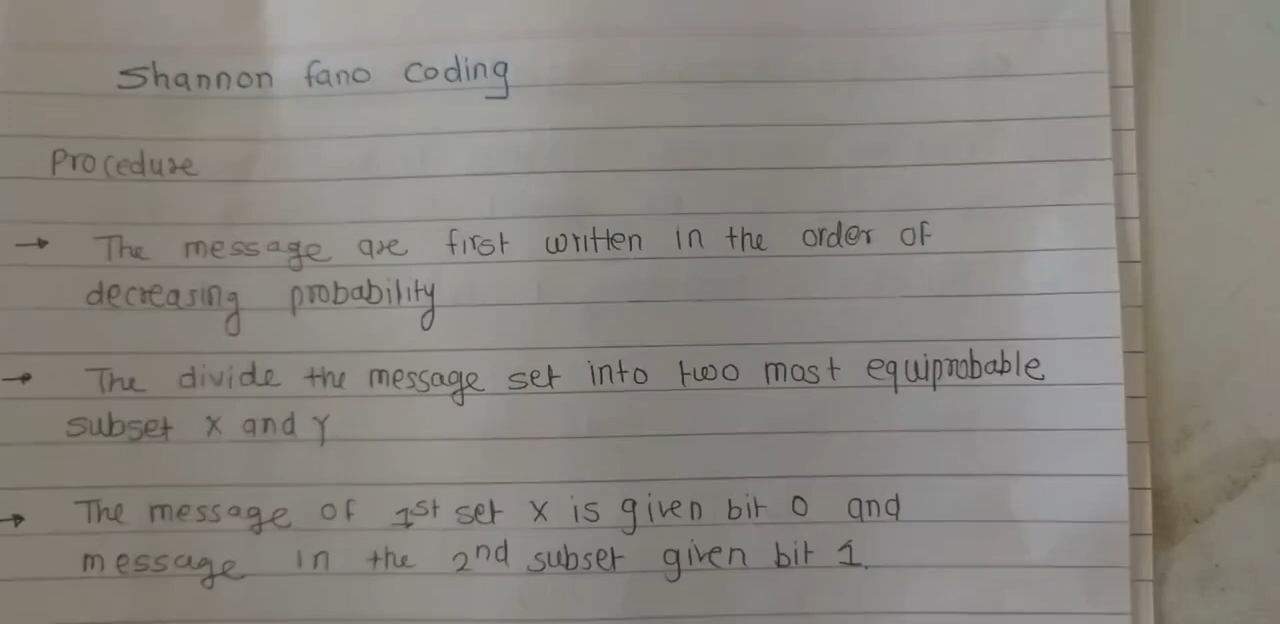 Shannon fano coding
Procedure
→ The message are first written in the order of
decreasing probability
→ The divide the message set into two most equiprobable
subset X and Y
→ The message of 1st set X is given bit 0 and
message in the 2nd subset given bit 1.